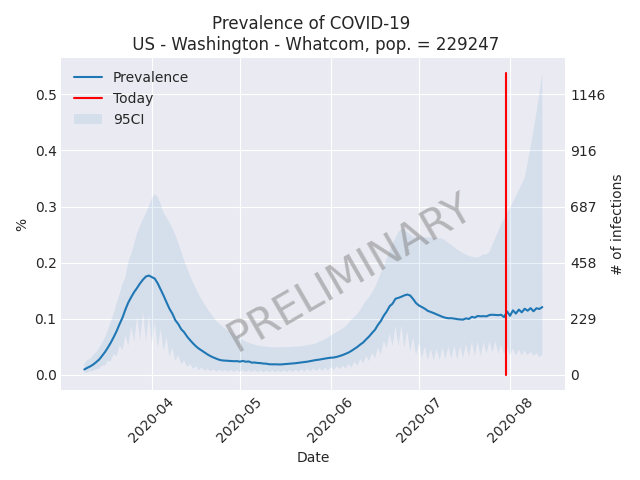 Prevalence of COVID-19
US - Washington - Whatcom, pop. = 229247
Prevalence
Today
95CI
0.5
0.4
0.3
0.2
0.1
0.0
%
1146
916
687
458
229
0
# of infections
PRELIMINARY
2020-04
2020-05
2020-06
2020-07
2020-08
Date